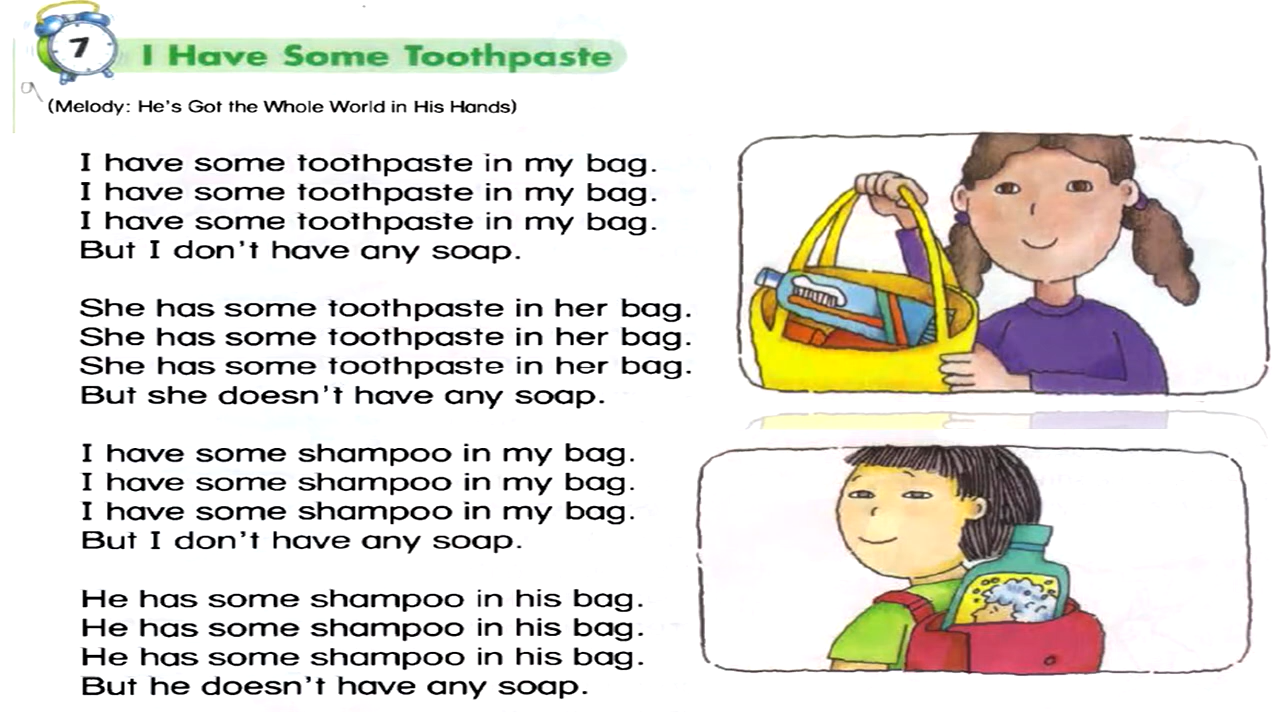 7
I Have Some Toothpaste
(Melody: He's Got the Whole World in His Hands)
I have some toothpaste in my bag.
I have some toothpaste in my bag.
I have some toothpaste in my bag.
But I don't have any soap.
She has some toothpaste in her bag.
She has some toothpaste in her bag.
She has some toothpaste in her bag.
But she doesn't have any soap.
I have some shampoo in my bag.
I have some shampoo in my bag.
I have some shampoo in my bag.
But I don't have any soap.
He has some shampoo in his bag.
He has some shampoo in his bag.
He has some shampoo in his bag.
But he doesn't have any soap.